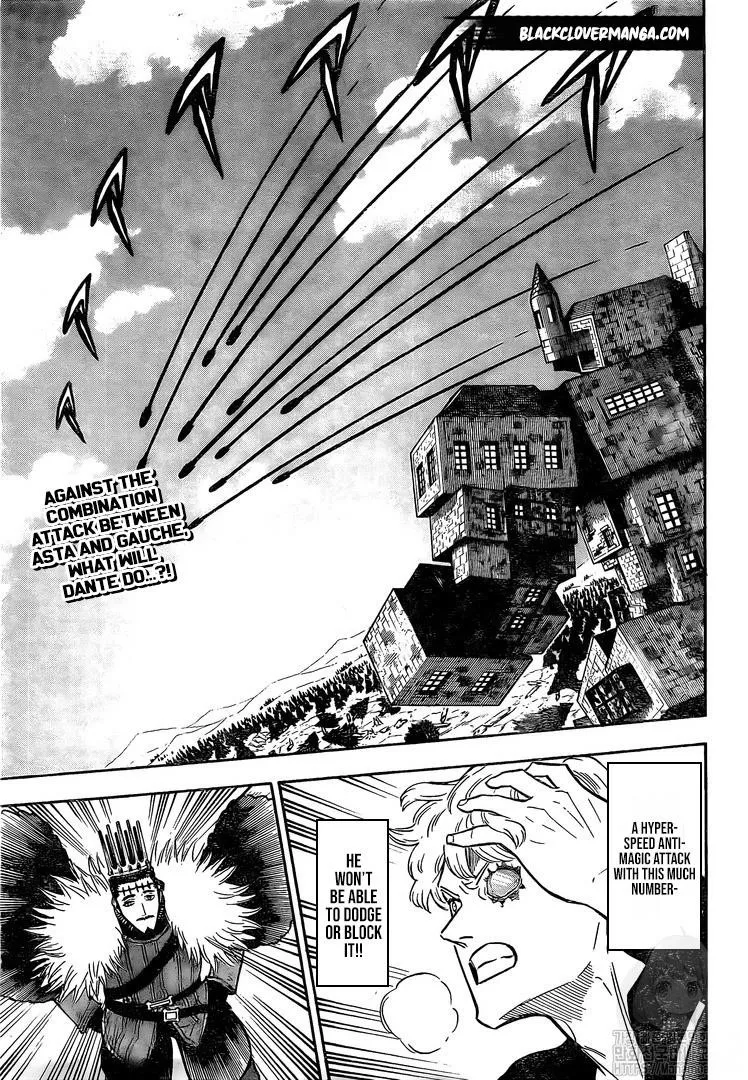 BLACKCLOVERMANGA.COM
AGAINST THE
COMBINATION
ATTACK BETWEEN
ASTA AND GAUCHE,
WHAT WILL
DANTE DO...?!
A HYPER-
SPEED ANTI-
MAGIC ATTACK
WITH THIS MUCH
NUMBER-
HE
WON'T
BE ABLE
TO DODGE
OR BLOCK
IT!!